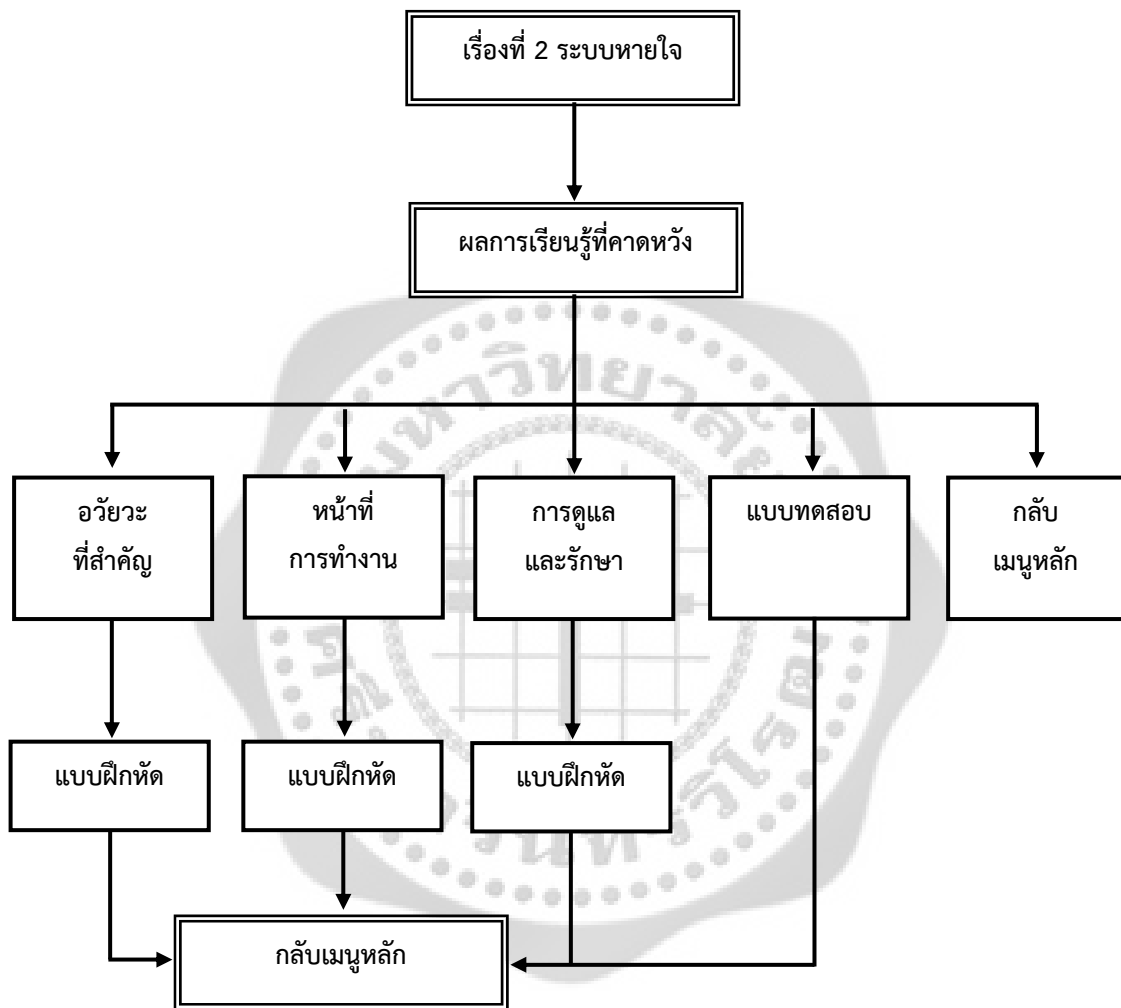 เรื่องที่ 2 ระบบหายใจ
ผลการเรียนรู้ที่คาดหวัง
อวัยวะ
ที่สำคัญ
หน้าที่
การทำงาน
การดูแล
และรักษา
แบบทดสอบ
กลับ
เมนูหลัก
แบบฝึกหัด
แบบฝึกหัด
แบบฝึกหัด
กลับเมนูหลัก